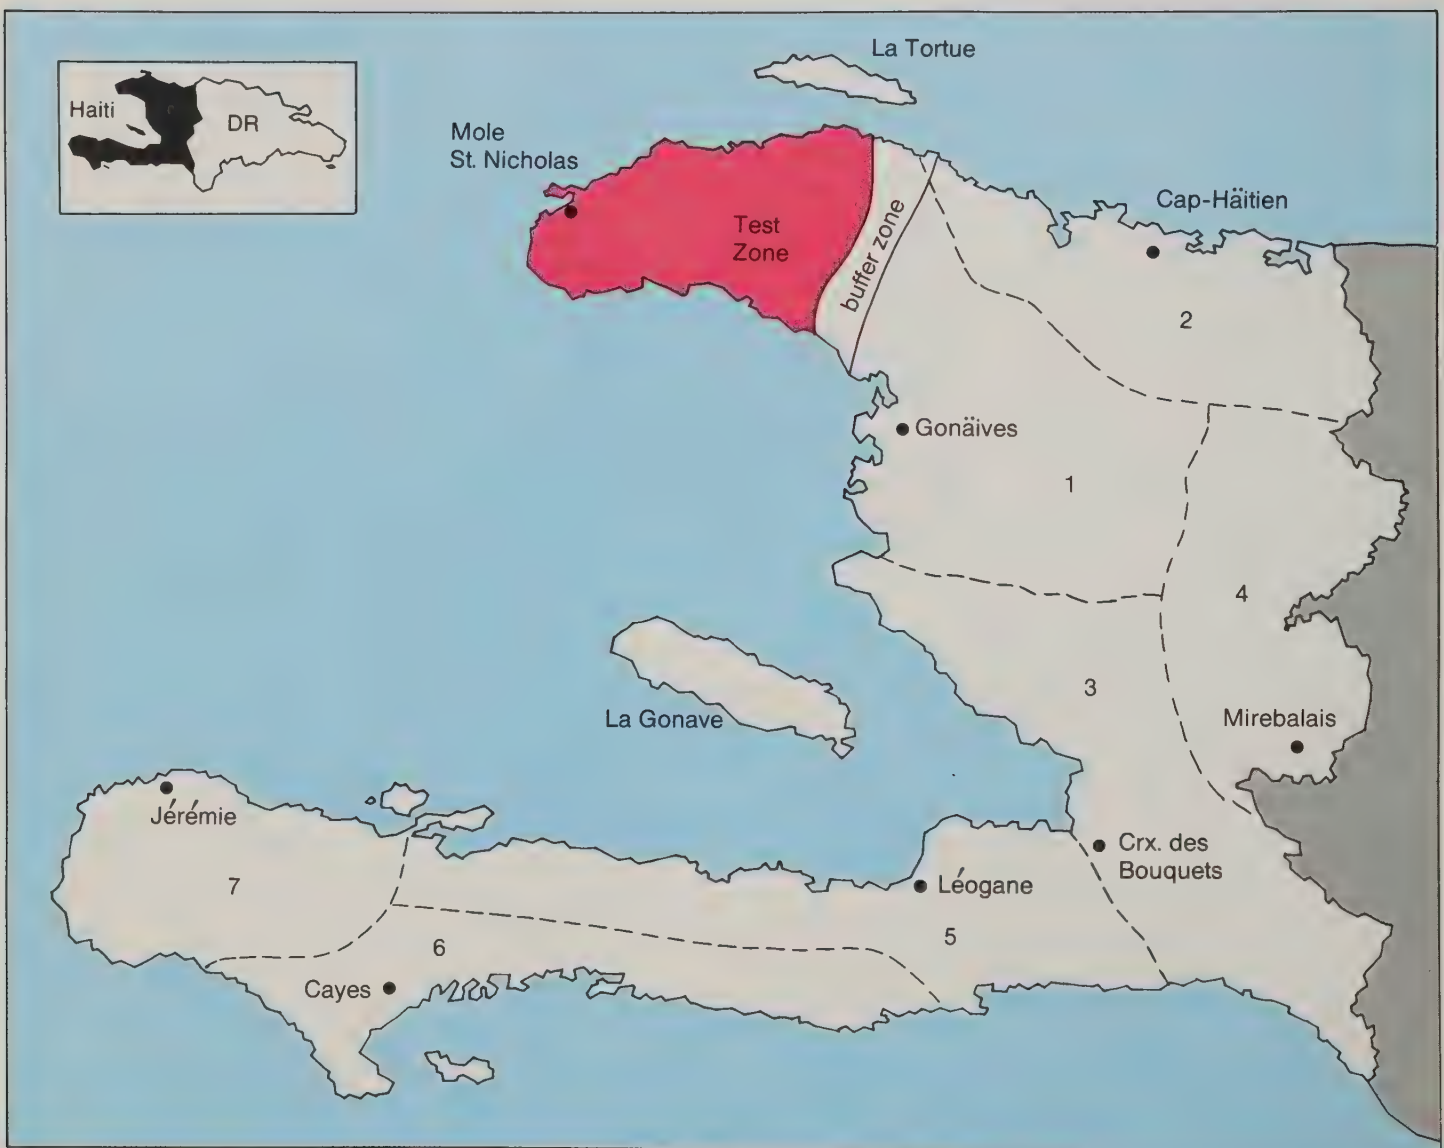 La Tortue
Haiti
DR
Mole
St. Nicholas
Cap-Häitien
Test
Zone
buffer zone
2
Gonäives
1
4
3
La Gonave
Mirebalais
Jérémie
Crx. des
Bouquets
7
Léogane
5
6
Cayes